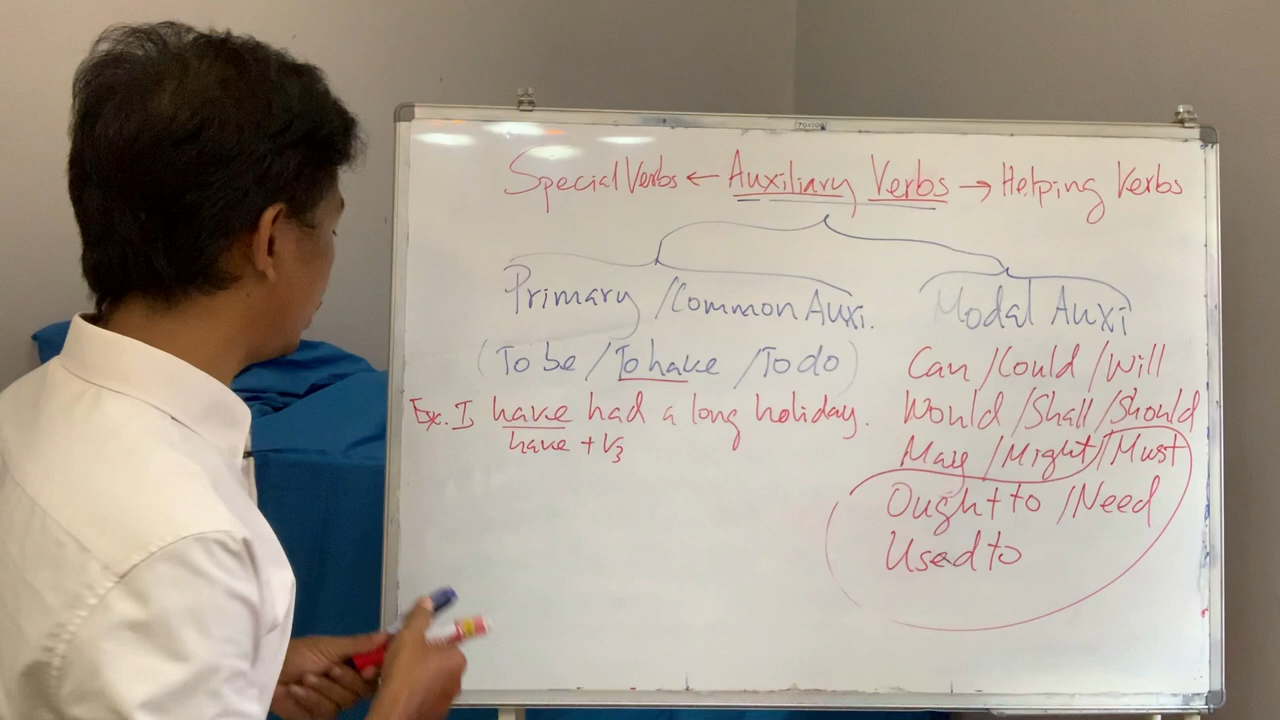 Special Verbs ← Auxiliary Verbs → Helping Verbs
Primary /Common Auxi.
(To be /To have /To do)
Ex. I have had a long holiday.
have + V3
Modal Auxi
Can /Could /Will
Would /Shall /Should
May /Might /Must
Ought to /Need
Used to